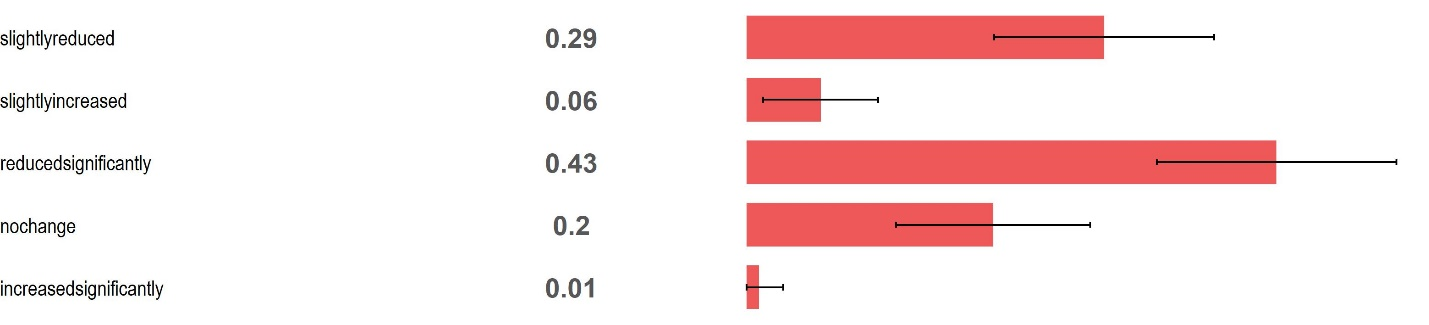 slightlyreduced 0.29
slightlyincreased 0.06
reducedsignificantly 0.43
nochange 0.2
increasedsignificantly 0.01